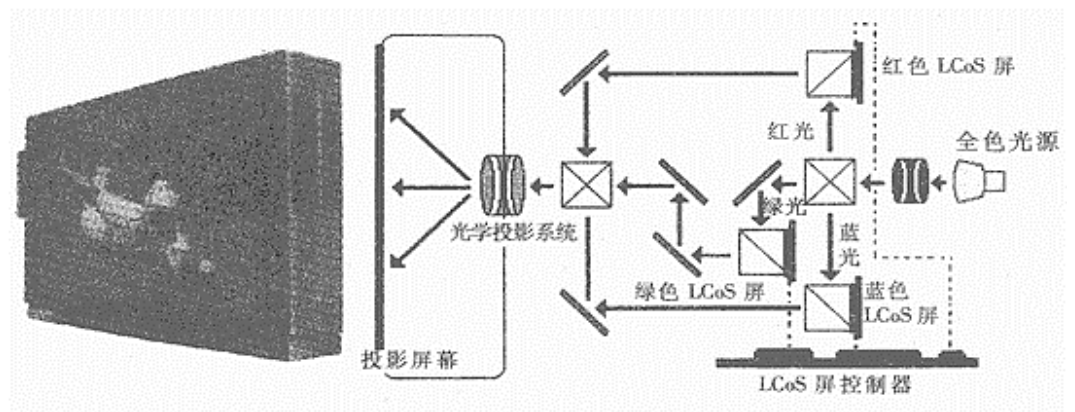 红色 LCoS 屏
红光
全色光源
绿光
光学投影系统
蓝
光
绿色 LCoS 屏
蓝色
LCoS 屏
投影屏幕
LCoS 屏控制器